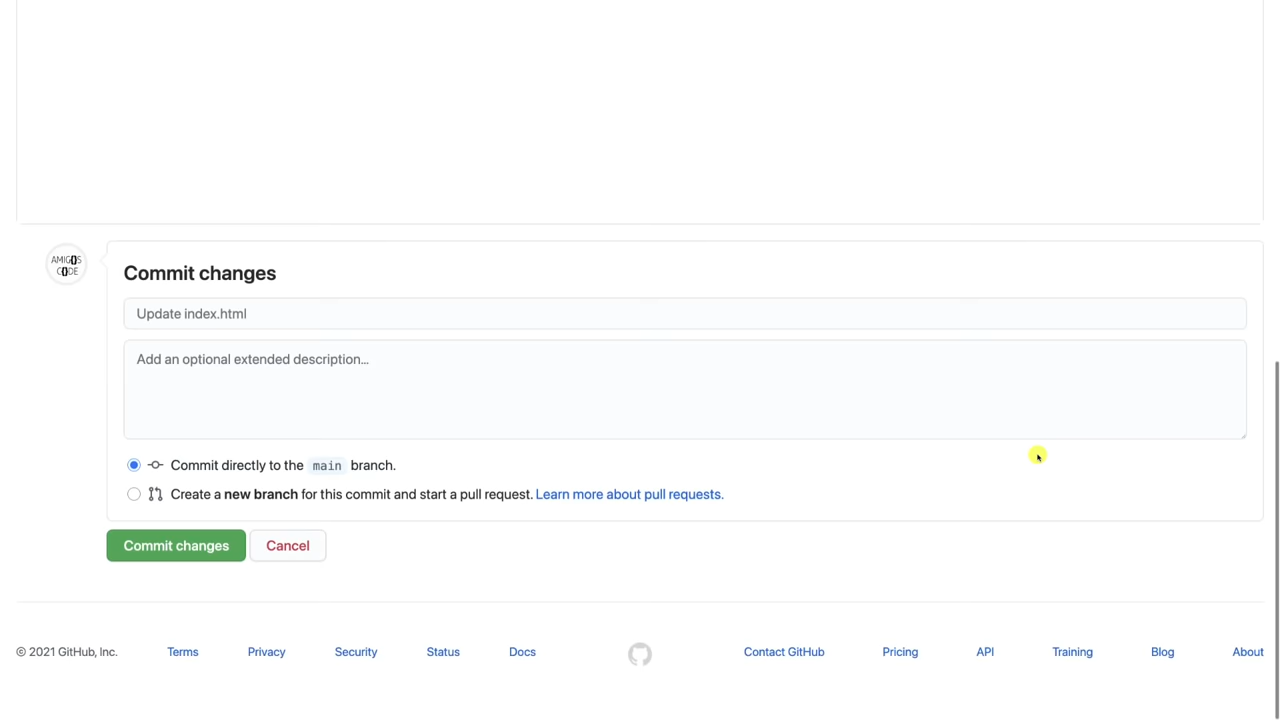 AMIGOS
CODE
Commit changes
Update index.html
Add an optional extended description...
Commit directly to the main branch.
Create a new branch for this commit and start a pull request. Learn more about pull requests.
Commit changes Cancel
© 2021 GitHub, Inc. Terms Privacy Security Status Docs Contact GitHub Pricing API Training Blog About